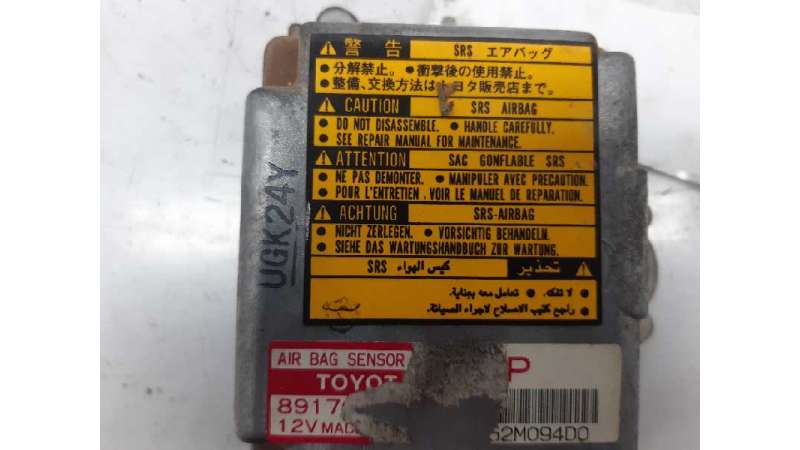 警告 SRS エアバッグ
●分解禁止。 ●衝撃後の使用禁止。
●整備、交換方法はトヨタ販売店まで。
CAUTION SRS AIRBAG
● DO NOT DISASSEMBLE. ● HANDLE CAREFULLY.
● SEE REPAIR MANUAL FOR MAINTENANCE.
ATTENTION SAC GONFLABLE SRS
● NE PAS DEMONTER. ● MANIPULER AVEC PRECAUTION.
● POUR L'ENTRETIEN, VOIR LE MANUEL DE REPARATION.
ACHTUNG SRS-AIRBAG
● NICHT ZERLEGEN. ● VORSICHTIG BEHANDELN.
● SIEHE DAS WARTUNGSHANDBUCH ZUR WARTUNG.
تحذير كيس الهواء SRS
● لا تفكه. ● تعامل معه بعناية.
● راجع كتيب الاصلاح لاجراء الصيانة.
UGK24Y
AIR BAG SENSOR
TOYOT
P
8917
12V MAD
62M094D0